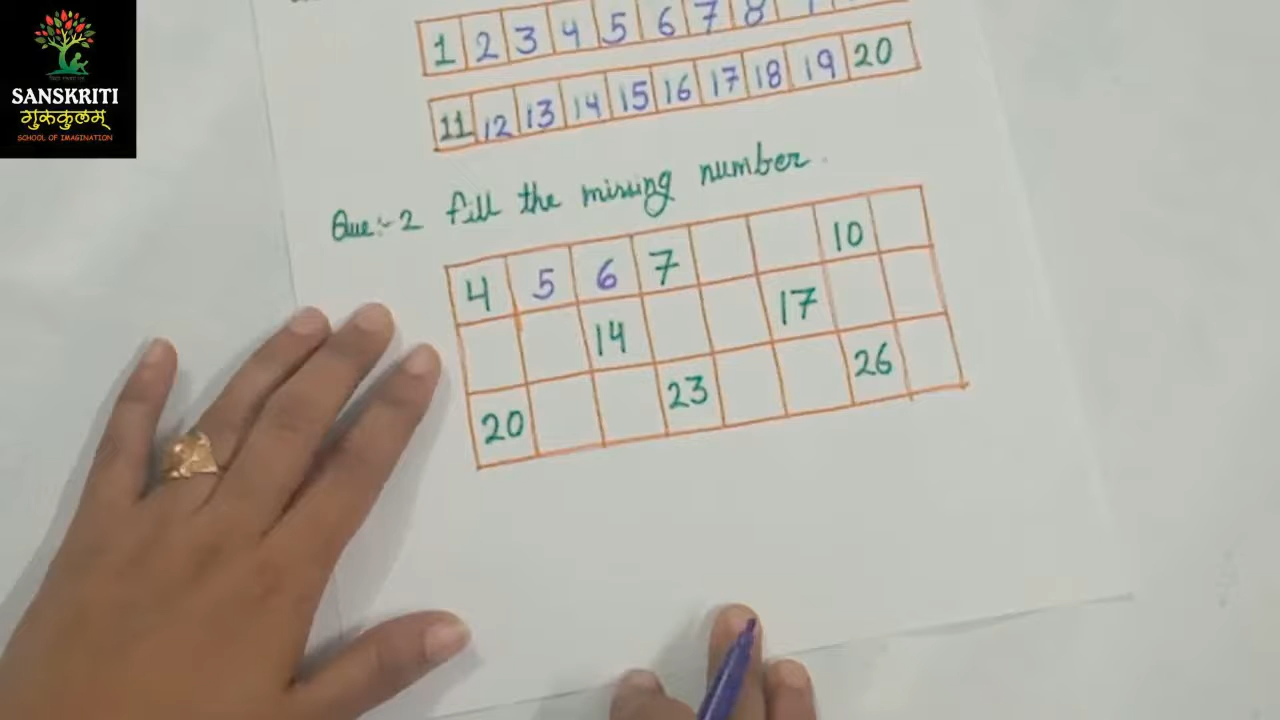 SANSKRITI
गुरुकुलम्
SCHOOL OF IMAGINATION
1 2 3 4 5 6 7 8
11 12 13 14 15 16 17 18 19 20
Que:- 2 fill the missing number
4 5 6 7 10
14 17
20 23 26